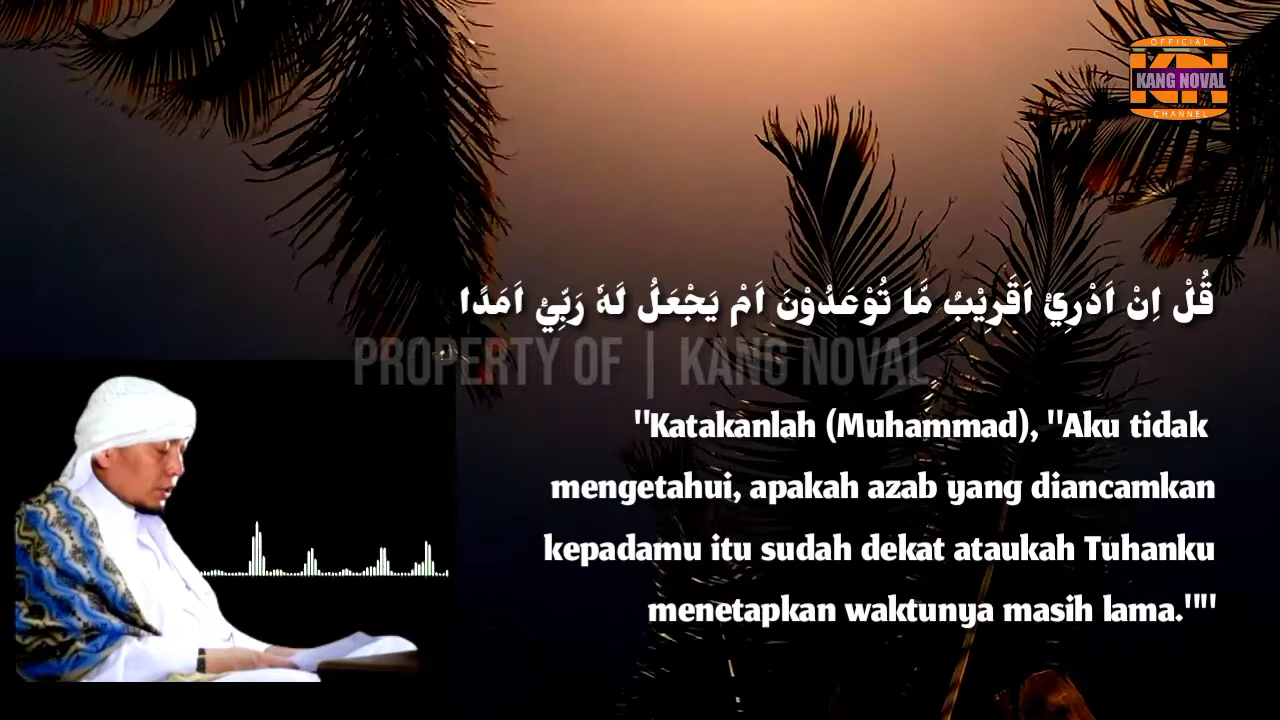 OFFICIAL
KN
KANG NOVAL
CHANNEL
قُلْ اِنْ اَدْرِيْٓ اَقَرِيْبٌ مَّا تُوْعَدُوْنَ اَمْ يَجْعَلُ لَهٗ رَبِّيْٓ اَمَدًا
PROPERTY OF | KANG NOVAL
"Katakanlah (Muhammad), "Aku tidak
mengetahui, apakah azab yang diancamkan
kepadamu itu sudah dekat ataukah Tuhanku
menetapkan waktunya masih lama.""